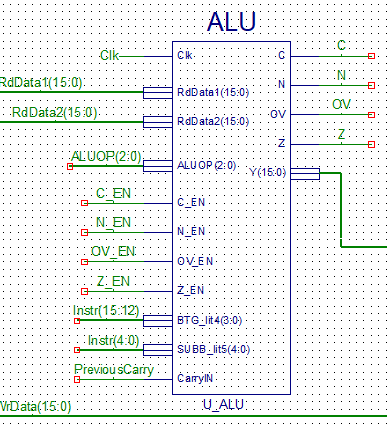 ALU
Clk Clk C C
RdData1(15:0) RdData1(15:0) N N
RdData2(15:0) RdData2(15:0) OV OV
Z Z
ALUOP(2:0) ALUOP(2:0) Y(15:0)
C_EN C_EN
N_EN N_EN
OV_EN OV_EN
Z_EN Z_EN
Instr(15:12) BTG_lit4(3:0)
Instr(4:0) SUBB_lit5(4:0)
PreviousCarry CarryIN
WrData(15:0) U_ALU